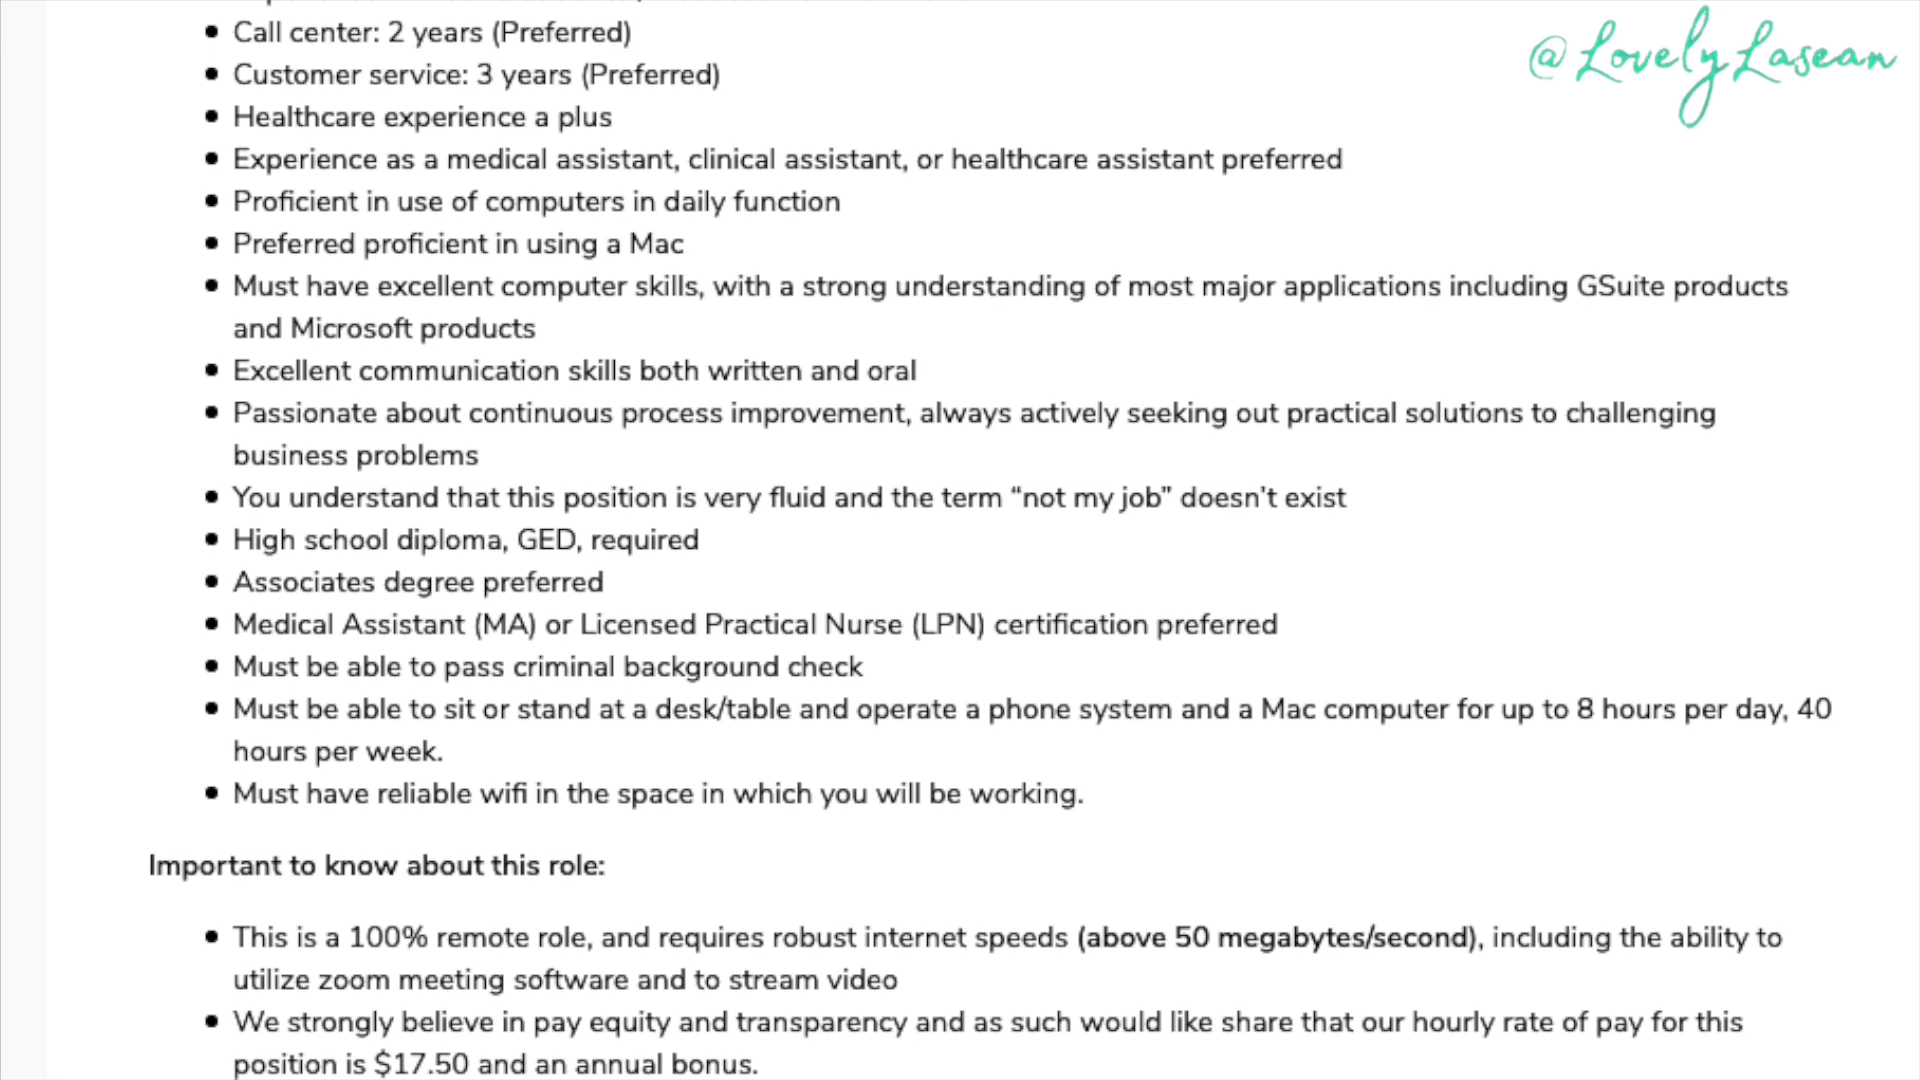 Call center: 2 years (Preferred)
@LovelyLasean
Customer service: 3 years (Preferred)
Healthcare experience a plus
Experience as a medical assistant, clinical assistant, or healthcare assistant preferred
Proficient in use of computers in daily function
Preferred proficient in using a Mac
Must have excellent computer skills, with a strong understanding of most major applications including GSuite products
and Microsoft products
Excellent communication skills both written and oral
Passionate about continuous process improvement, always actively seeking out practical solutions to challenging
business problems
You understand that this position is very fluid and the term “not my job” doesn't exist
High school diploma, GED, required
Associates degree preferred
Medical Assistant (MA) or Licensed Practical Nurse (LPN) certification preferred
Must be able to pass criminal background check
Must be able to sit or stand at a desk/table and operate a phone system and a Mac computer for up to 8 hours per day, 40
hours per week.
Must have reliable wifi in the space in which you will be working.
Important to know about this role:
This is a 100% remote role, and requires robust internet speeds (above 50 megabytes/second), including the ability to
utilize zoom meeting software and to stream video
We strongly believe in pay equity and transparency and as such would like share that our hourly rate of pay for this
position is $17.50 and an annual bonus.